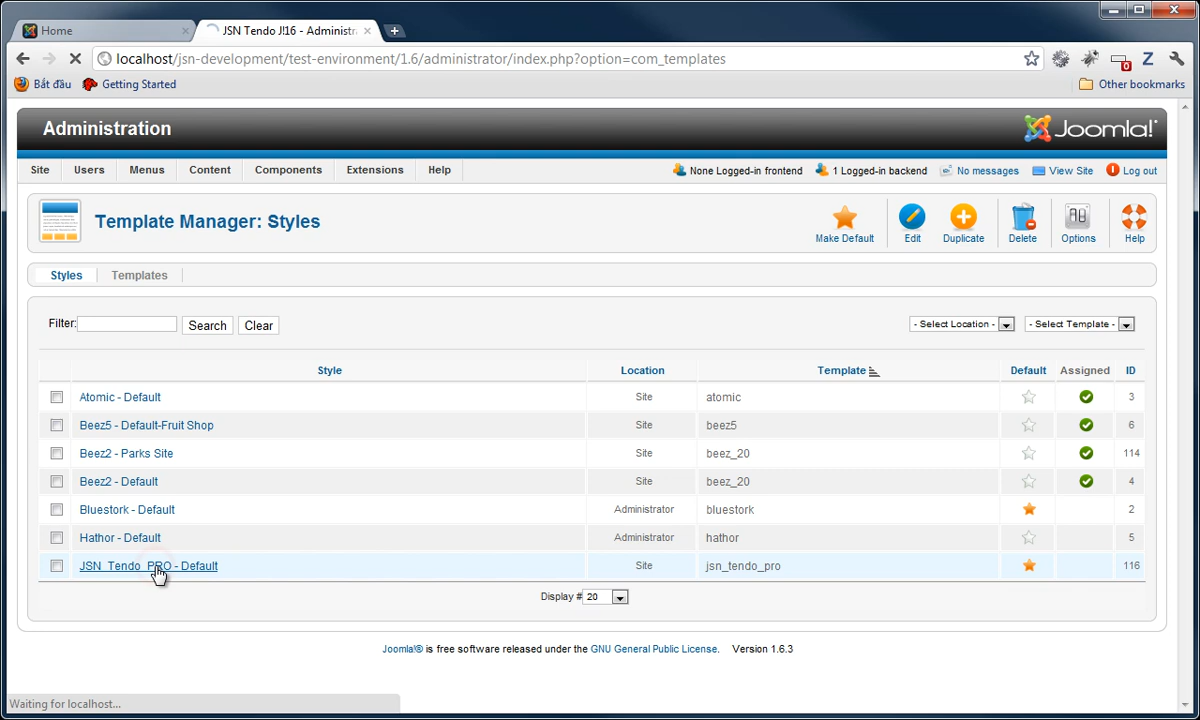 Home
JSN Tendo J!16 - Administr
localhost/jsn-development/test-environment/1.6/administrator/index.php?option=com_templates
0
Z
Bắt đầu
Getting Started
Other bookmarks
Administration
Joomla!
Site Users Menus Content Components Extensions Help
None Logged-in frontend 1 Logged-in backend No messages View Site Log out
Template Manager: Styles
Make Default Edit Duplicate Delete Options Help
Styles Templates
Filter: Search Clear - Select Location - - Select Template -
Style Location Template Default Assigned ID
Atomic - Default Site atomic 3
Beez5 - Default-Fruit Shop Site beez5 6
Beez2 - Parks Site Site beez_20 114
Beez2 - Default Site beez_20 4
Bluestork - Default Administrator bluestork 2
Hathor - Default Administrator hathor 5
JSN_Tendo_PRO - Default Site jsn_tendo_pro 116
Display # 20
Joomla!® is free software released under the GNU General Public License. Version 1.6.3
Waiting for localhost...